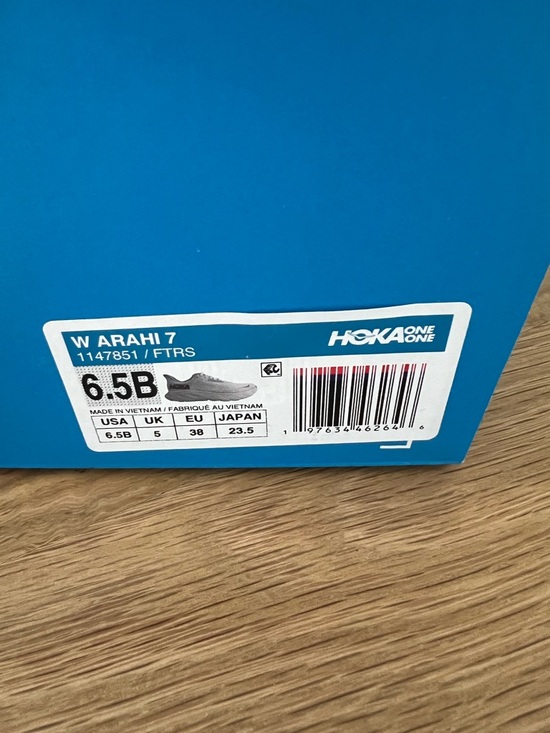 W ARAHI 7
1147851 / FTRS
HOKA ONE ONE
6.5B
MADE IN VIETNAM / FABRIQUÉ AU VIETNAM
USA UK EU JAPAN
6.5B 5 38 23.5
1 97634 46264 6